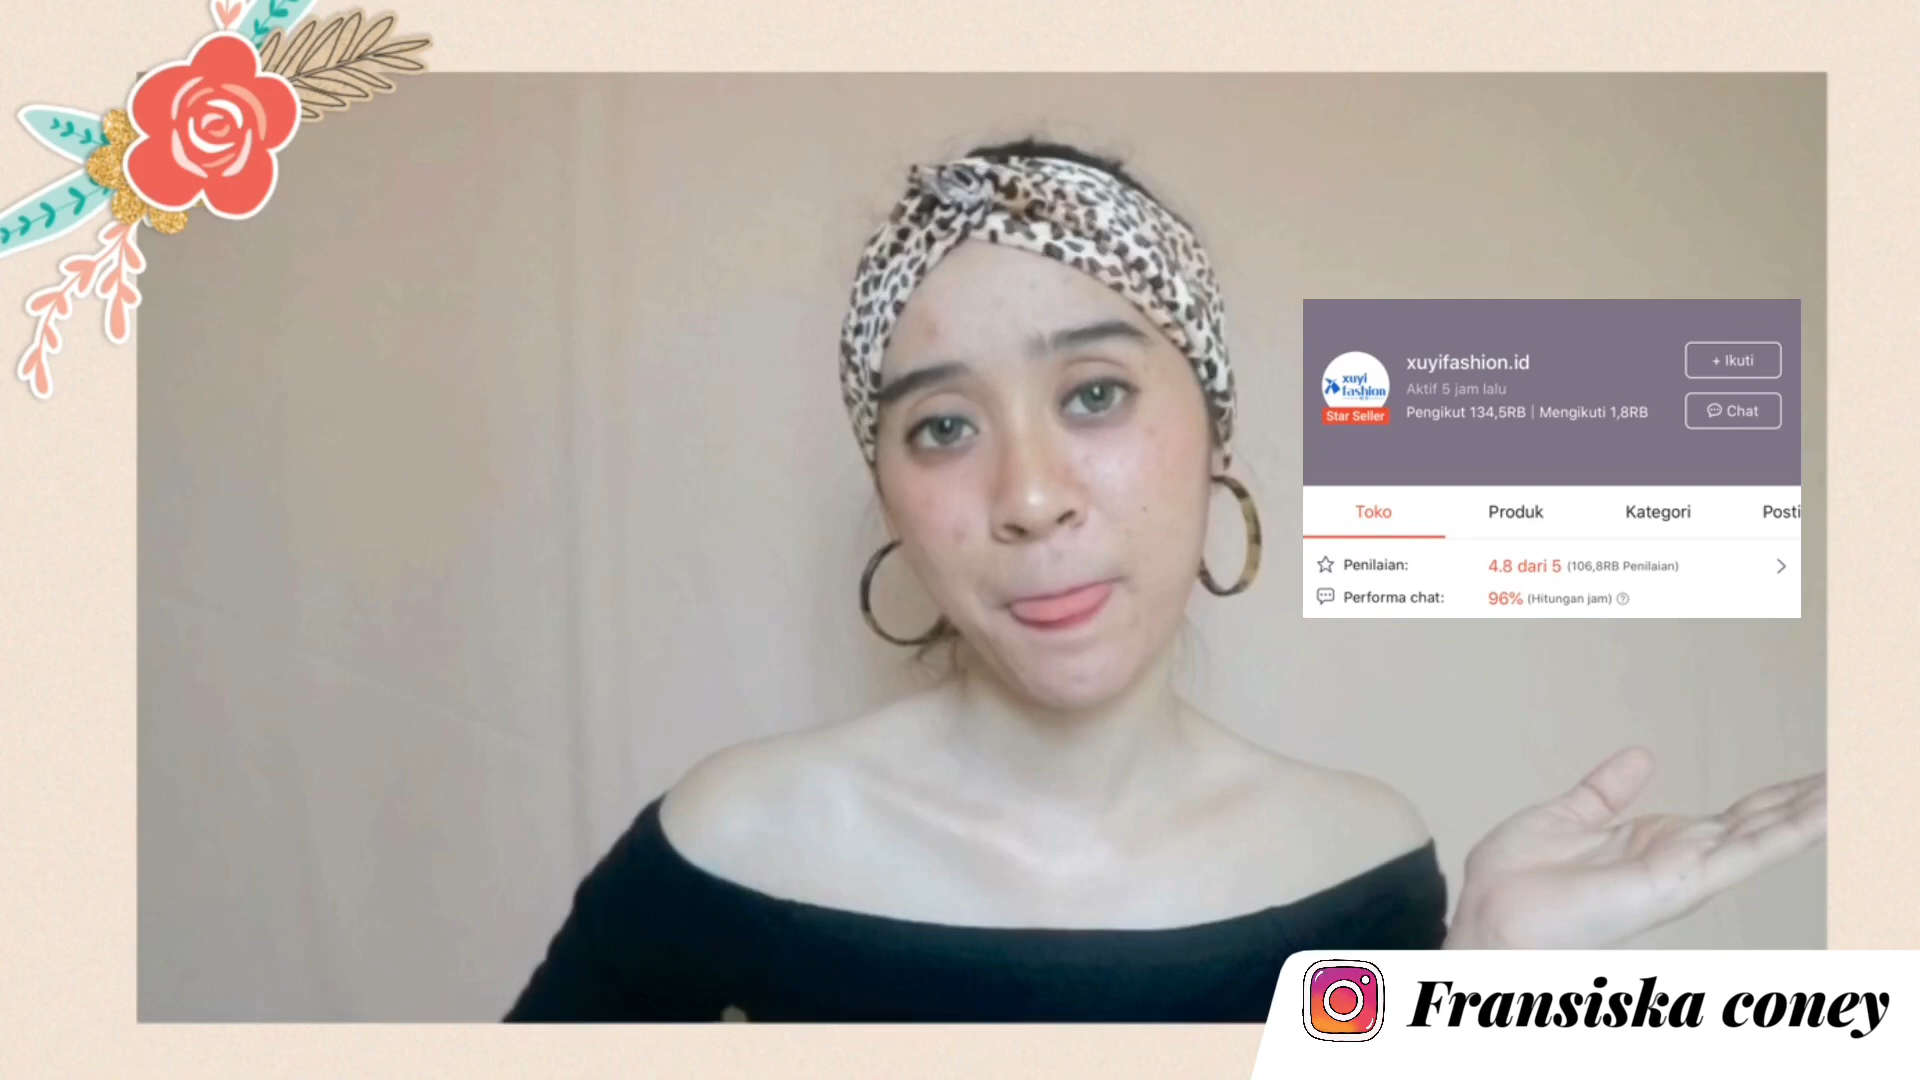 xuyi
fashion
Star Seller
xuyifashion.id
Aktif 5 jam lalu
Pengikut 134,5RB | Mengikuti 1,8RB
+ Ikuti
Chat
Toko Produk Kategori Posti
Penilaian: 4.8 dari 5 (106,8RB Penilaian)
Performa chat: 96% (Hitungan jam)
Fransiska coney